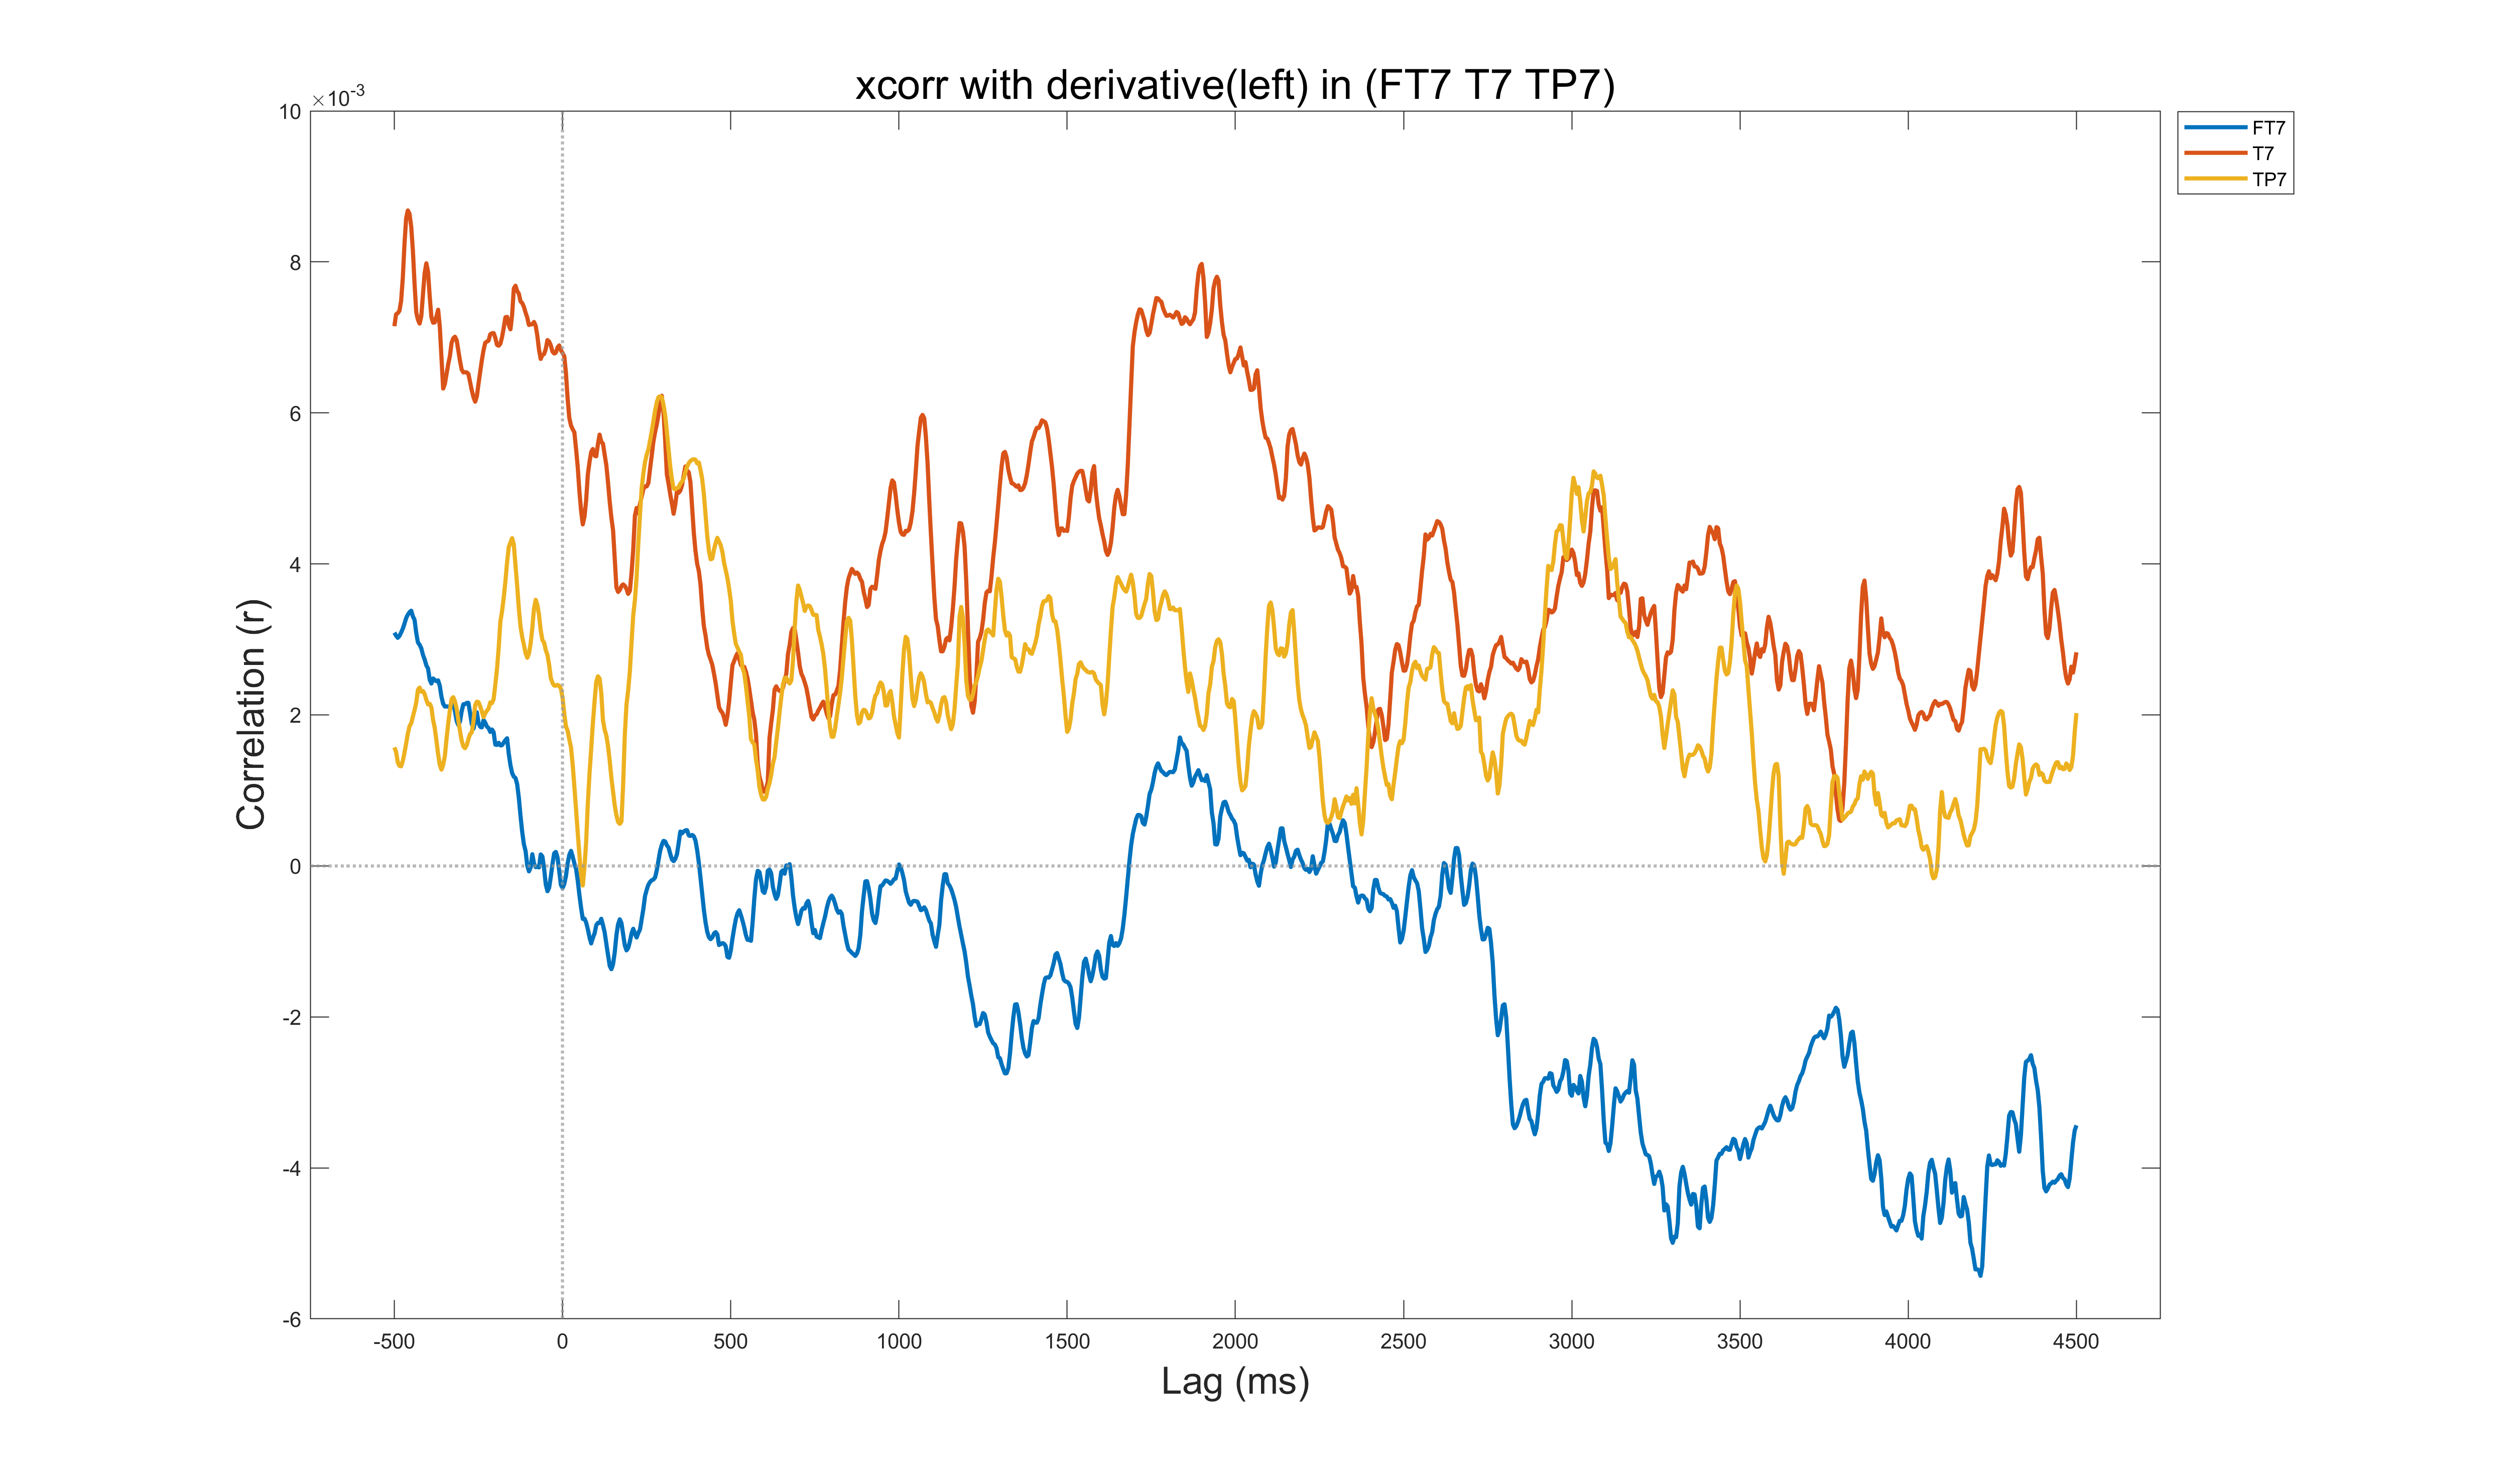 xcorr with derivative(left) in (FT7 T7 TP7)
×10-3
10
8
6
4
2
0
-2
-4
-6
Correlation (r)
-500 0 500 1000 1500 2000 2500 3000 3500 4000 4500
Lag (ms)
FT7
T7
TP7